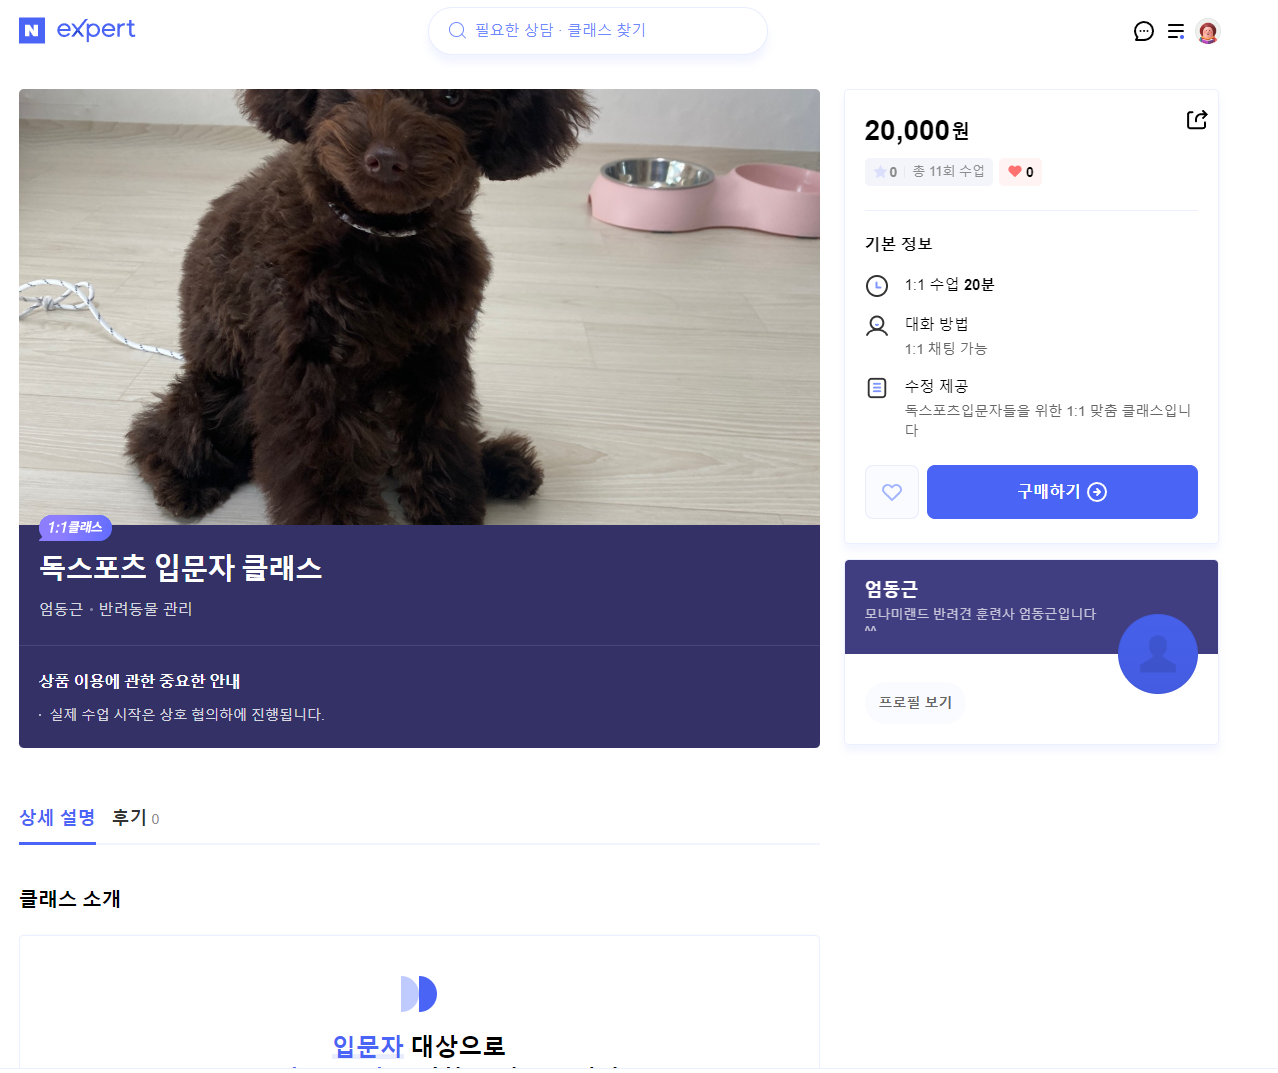 N expert
필요한 상담 · 클래스 찾기
20,000원
0 총 11회 수업 0
기본 정보
1:1 수업 20분
대화 방법
1:1 채팅 가능
수정 제공
독스포츠입문자들을 위한 1:1 맞춤 클래스입니
다
구매하기
1:1클래스
독스포츠 입문자 클래스
엄동근 · 반려동물 관리
상품 이용에 관한 중요한 안내
· 실제 수업 시작은 상호 협의하에 진행됩니다.
엄동근
모나미랜드 반려견 훈련사 엄동근입니다
^^
프로필 보기
상세 설명 후기 0
클래스 소개
입문자 대상으로